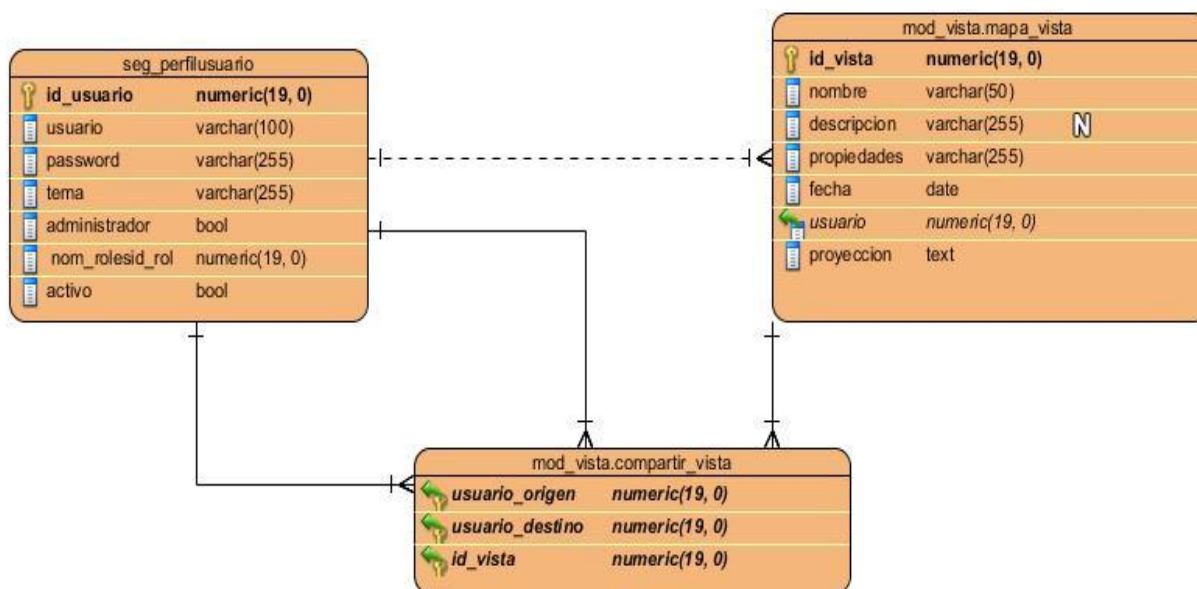 seg_perfilusuario
id_usuario numeric(19, 0)
usuario varchar(100)
password varchar(255)
tema varchar(255)
administrador bool
nom_rolesid_rol numeric(19, 0)
activo bool
mod_vista.mapa_vista
id_vista numeric(19, 0)
nombre varchar(50)
descripcion varchar(255) N
propiedades varchar(255)
fecha date
usuario numeric(19, 0)
proyeccion text
mod_vista.compartir_vista
usuario_origen numeric(19, 0)
usuario_destino numeric(19, 0)
id_vista numeric(19, 0)